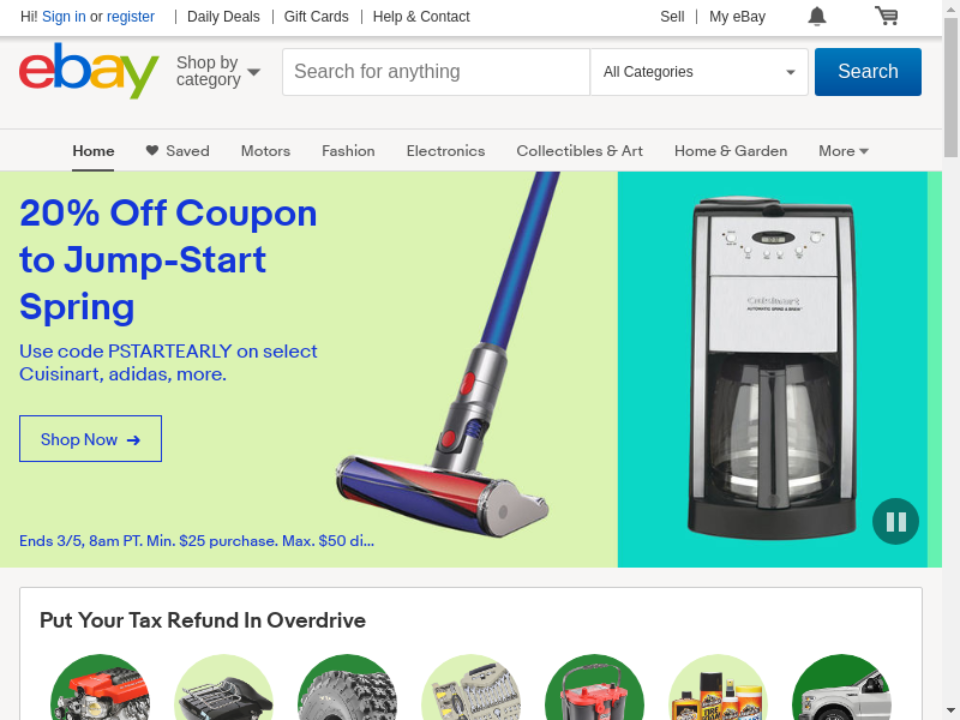 Hi! Sign in or register
Daily Deals
Gift Cards
Help & Contact
Sell
My eBay
ebay
Shop by
category
Search for anything
All Categories
Search
Home
Saved
Motors
Fashion
Electronics
Collectibles & Art
Home & Garden
More
20% Off Coupon
to Jump-Start
Spring
Use code PSTARTEARLY on select
Cuisinart, adidas, more.
Shop Now
Ends 3/5, 8am PT. Min. $25 purchase. Max. $50 di...
Cuisinart
AUTOMATIC GRIND & BREW
Put Your Tax Refund In Overdrive